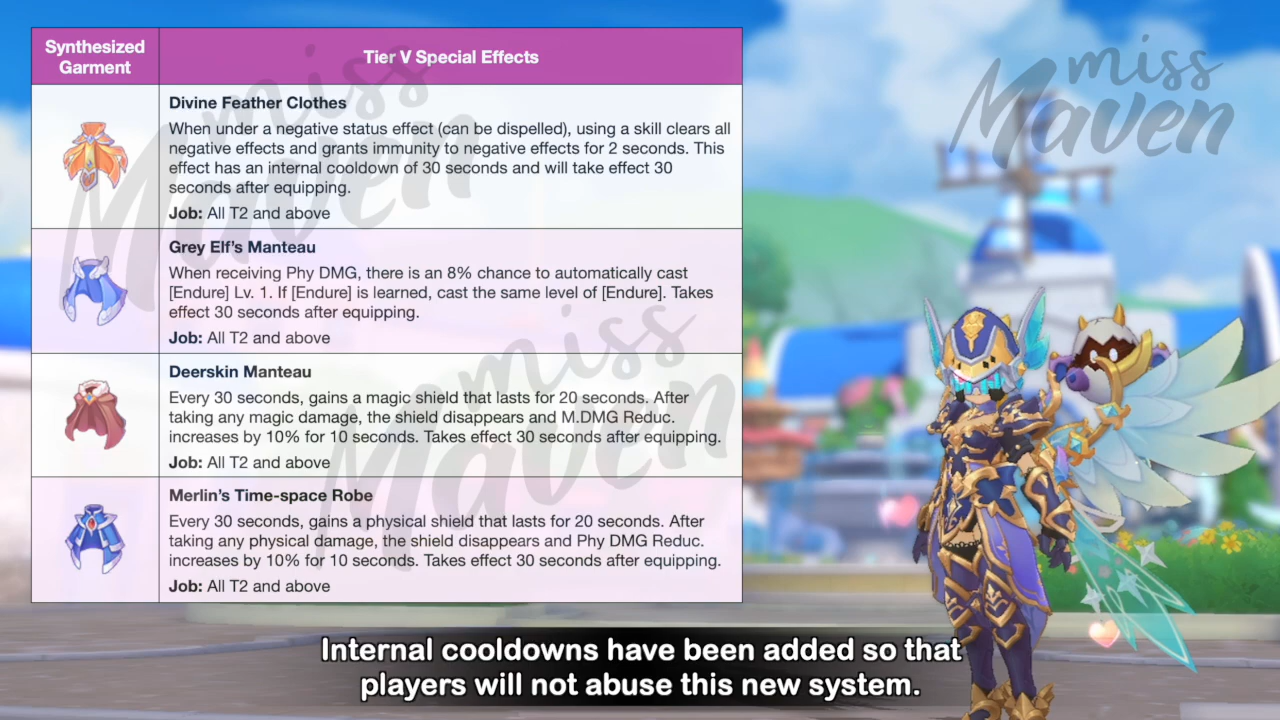 Synthesized
Garment
Tier V Special Effects
Divine Feather Clothes
When under a negative status effect (can be dispelled), using a skill clears all
negative effects and grants immunity to negative effects for 2 seconds. This
effect has an internal cooldown of 30 seconds and will take effect 30
seconds after equipping.
Job: All T2 and above
Grey Elf’s Manteau
When receiving Phy DMG, there is an 8% chance to automatically cast
[Endure] Lv. 1. If [Endure] is learned, cast the same level of [Endure]. Takes
effect 30 seconds after equipping.
Job: All T2 and above
Deerskin Manteau
Every 30 seconds, gains a magic shield that lasts for 20 seconds. After
taking any magic damage, the shield disappears and M.DMG Reduc.
increases by 10% for 10 seconds. Takes effect 30 seconds after equipping.
Job: All T2 and above
Merlin’s Time-space Robe
Every 30 seconds, gains a physical shield that lasts for 20 seconds. After
taking any physical damage, the shield disappears and Phy DMG Reduc.
increases by 10% for 10 seconds. Takes effect 30 seconds after equipping.
Job: All T2 and above
miss
Maven
miss
Maven
miss
Maven
Internal cooldowns have been added so that
players will not abuse this new system.